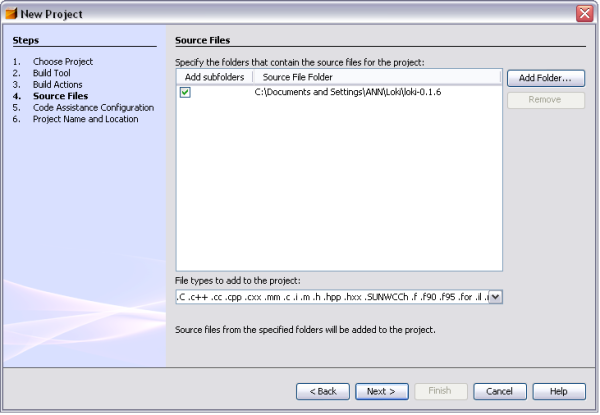 New Project
Steps
1. Choose Project
2. Build Tool
3. Build Actions
4. Source Files
5. Code Assistance Configuration
6. Project Name and Location
Source Files
Specify the folders that contain the source files for the project:
Add subfolders Source File Folder
C:\Documents and Settings\ANN\Loki\loki-0.1.6
Add Folder...
Remove
File types to add to the project:
.C .c++ .cc .cpp .cxx .mm .c .i .m .h .hpp .hxx .SUNWCCh .f .f90 .f95 .for .il
Source files from the specified folders will be added to the project.
< Back Next > Finish Cancel Help